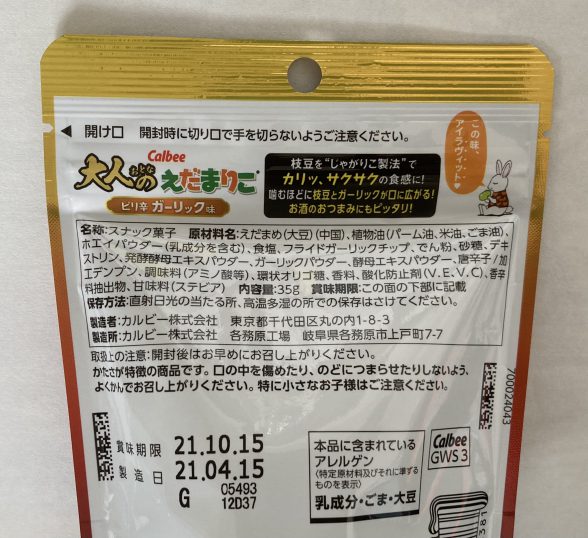 この味、
アイラヴィット♥
◀ 開け口 開封時に切り口で手を切らないようご注意ください。
Calbee
大人の
おとな
えだまりこ
ピリ辛 ガーリック味
枝豆を“じゃがりこ製法”で
カリッ、サクサクの食感に!
噛むほどに枝豆とガーリックが口に広がる!
お酒のおつまみにもピッタリ!
名称:スナック菓子 原材料名:えだまめ(大豆)(中国)、植物油(パーム油、米油、ごま油)、
ホエイパウダー(乳成分を含む)、食塩、フライドガーリックチップ、でん粉、砂糖、デキ
ストリン、発酵酵母エキスパウダー、ガーリックパウダー、酵母エキスパウダー、唐辛子/加
エデンプン、調味料(アミノ酸等)、環状オリゴ糖、香料、酸化防止剤(V.E、V.C)、香辛
料抽出物、甘味料(ステビア) 内容量:35g 賞味期限:この面の下部に記載
保存方法:直射日光の当たる所、高温多湿の所での保存はさけてください。
製造者:カルビー株式会社 東京都千代田区丸の内1-8-3
製造所:カルビー株式会社 各務原工場 岐阜県各務原市上戸町7-7
取扱上の注意:開封後はお早めにお召し上がりください。
かたさが特徴の商品です。口の中を傷めたり、のどにつまらせたりしないよう、
よくかんでお召し上がりください。特に小さなお子様はご注意ください。
700024043
賞味期限 21.10.15
製造日 21.04.15
G C5493
12D37
本品に含まれている
アレルゲン
(特定原材料及びそれに準ずる
ものを表示)
乳成分・ごま・大豆
Calbee
GWS3
381